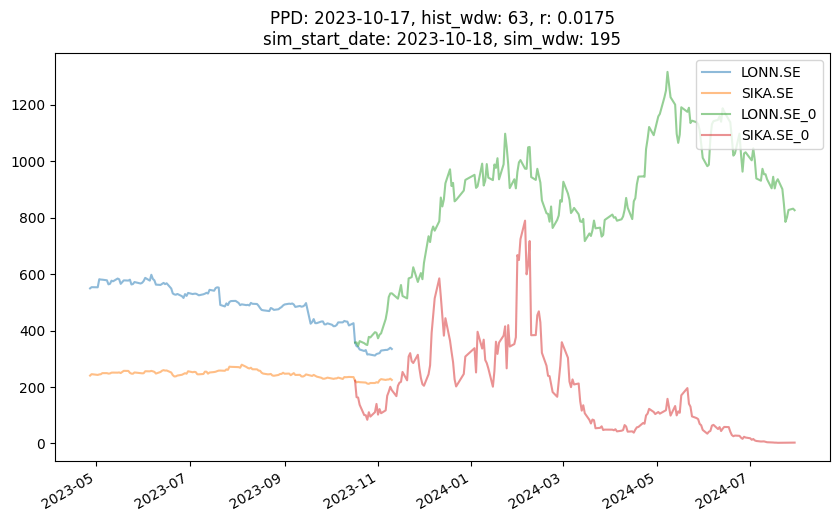 PPD: 2023-10-17, hist_wdw: 63, r: 0.0175
sim_start_date: 2023-10-18, sim_wdw: 195
LONN.SE
SIKA.SE
LONN.SE_0
SIKA.SE_0
1200
1000
800
600
400
200
0
2023-05
2023-07
2023-09
2023-11
2024-01
2024-03
2024-05
2024-07